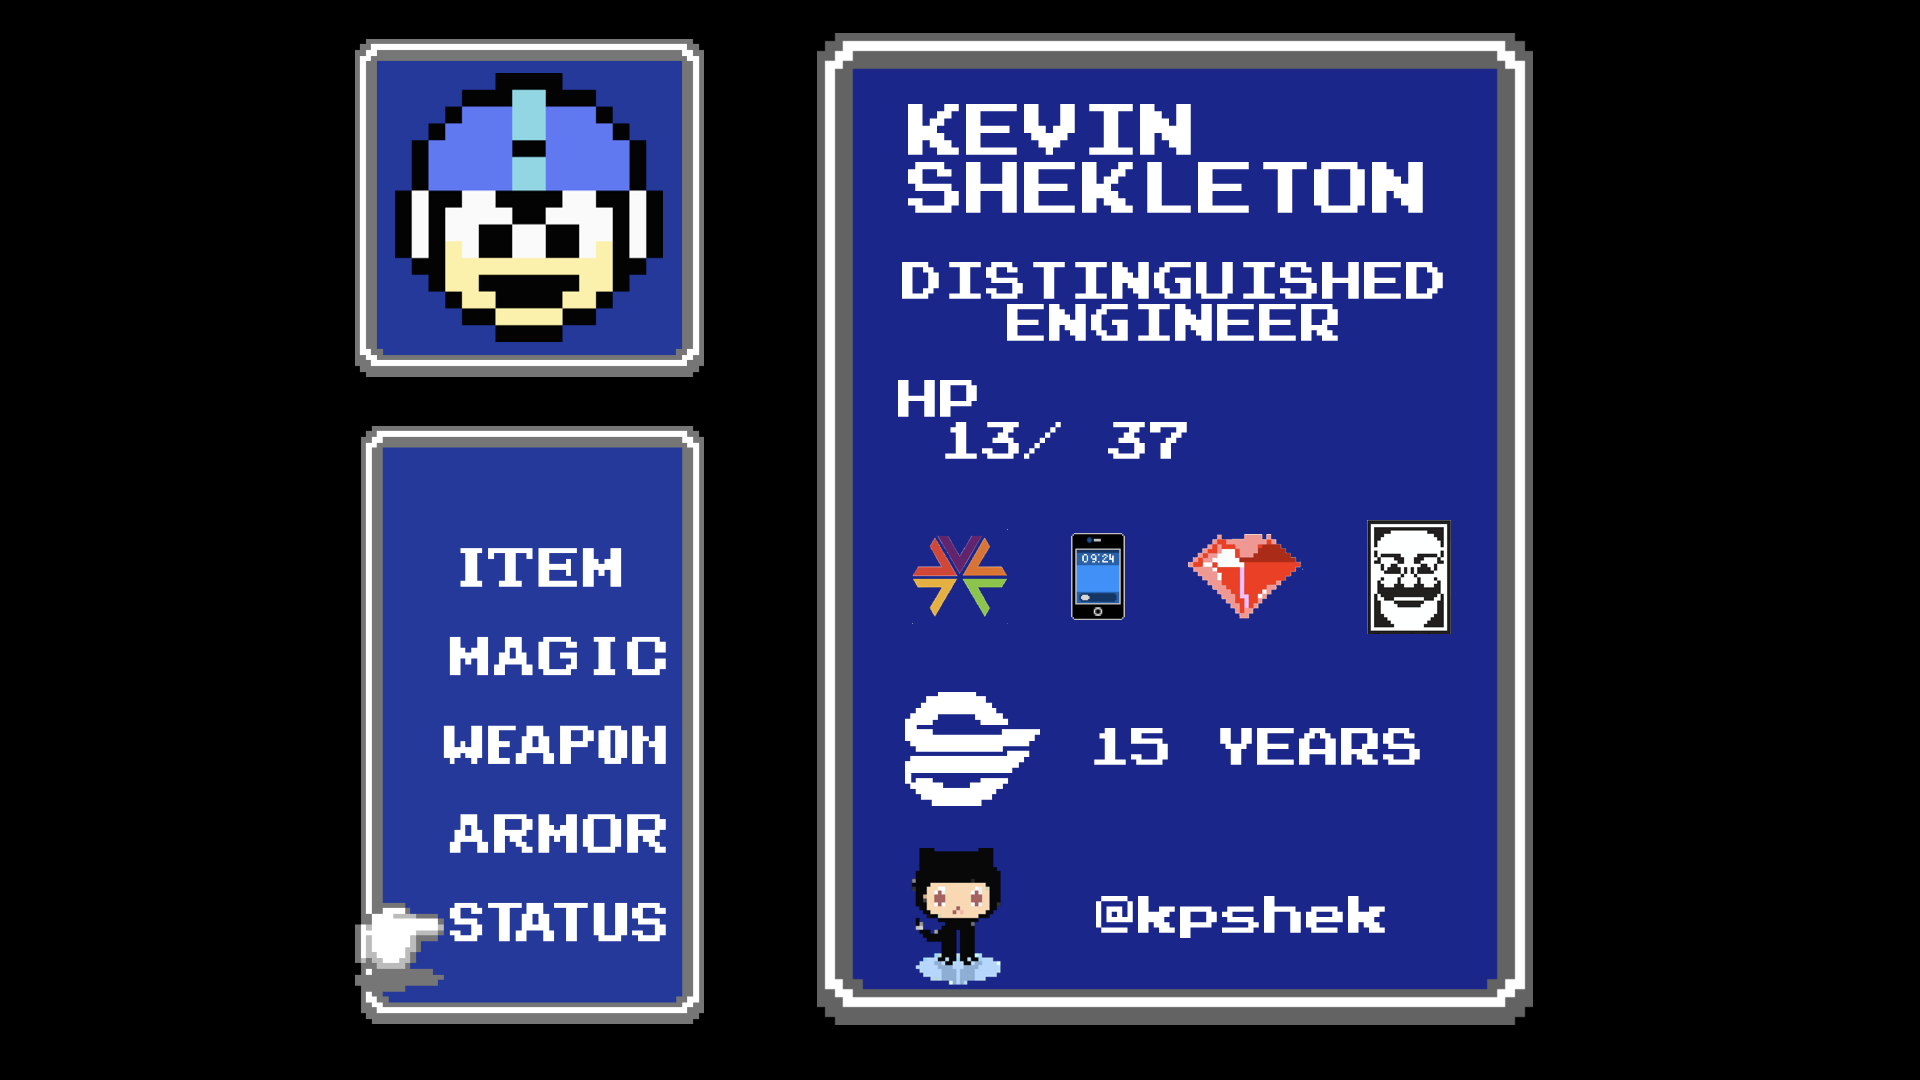 ITEM
MAGIC
WEAPON
ARMOR
STATUS
KEVIN
SHEKLETON
DISTINGUISHED
ENGINEER
HP
13/ 37
09:24
15 YEARS
@kpshek